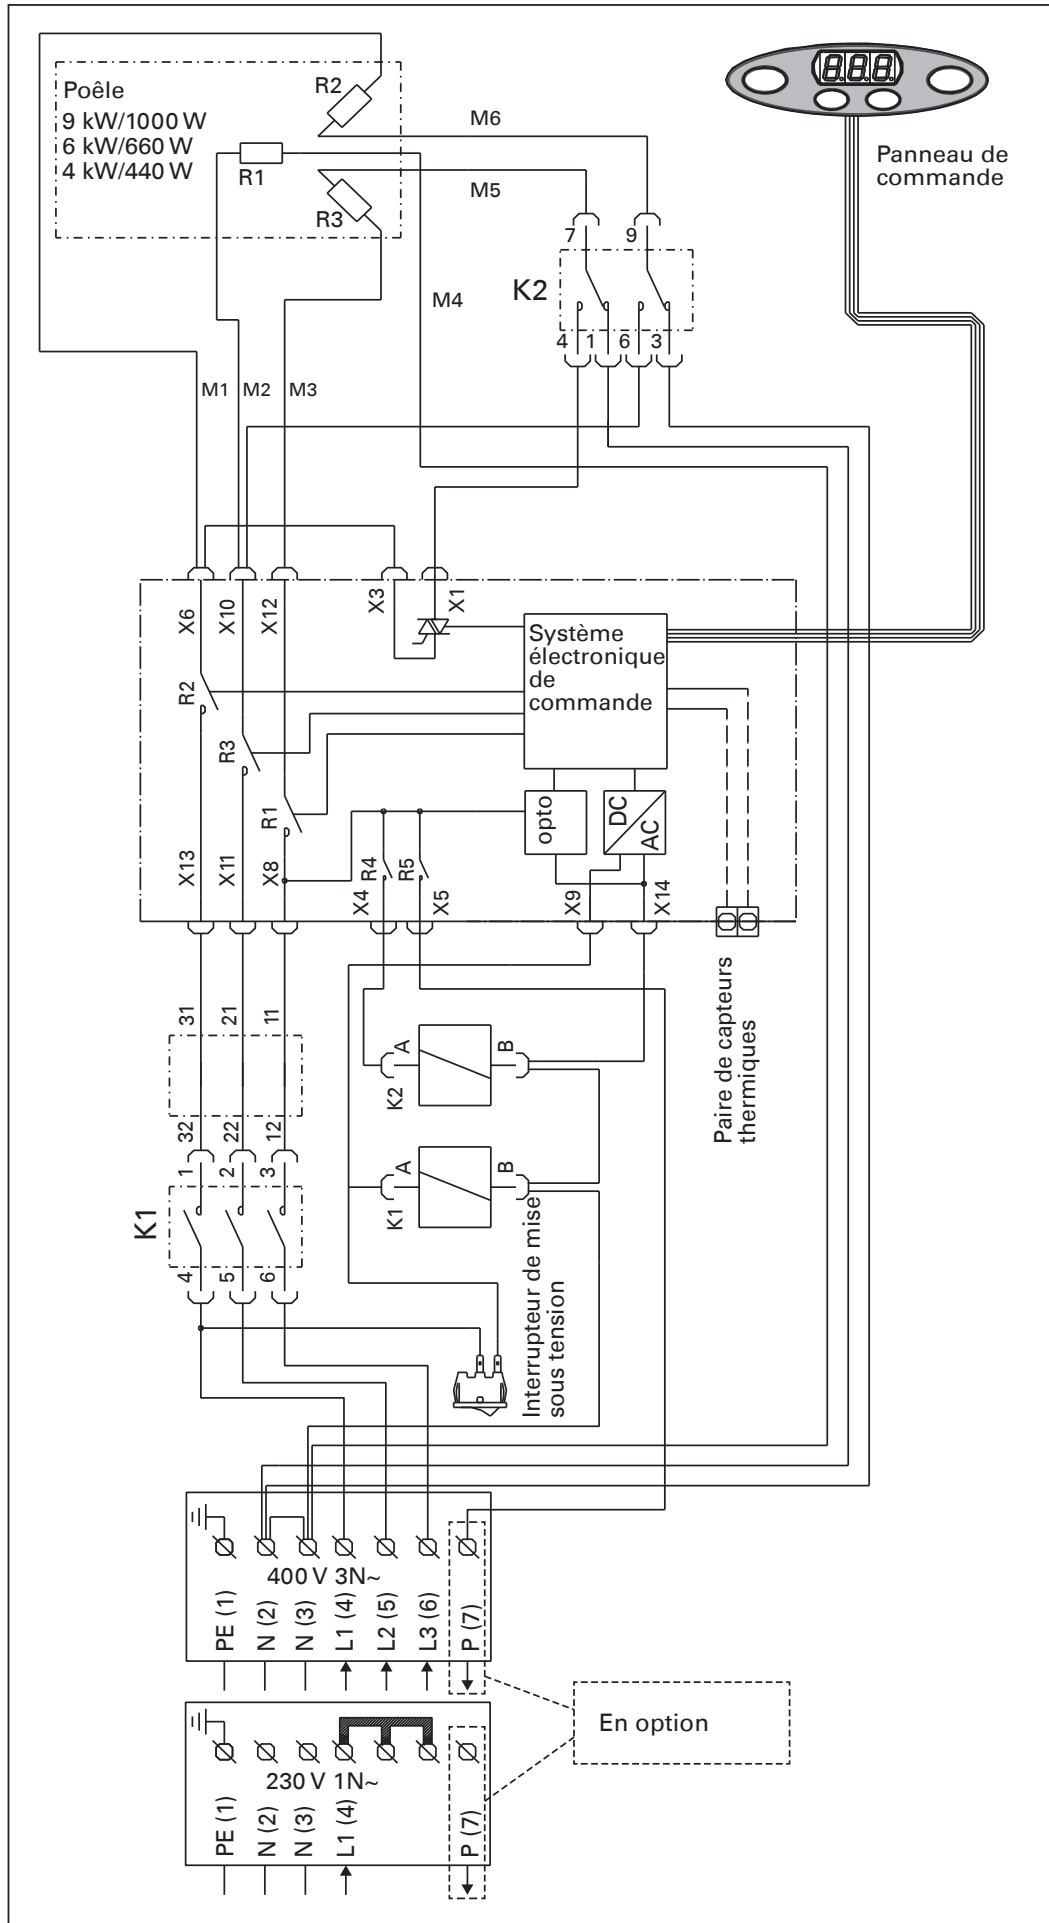 Poêle
9 kW/1000 W
6 kW/660 W
4 kW/440 W
R2
R1
R3
M6
M5
M4
888
Panneau de
commande
7
9
K2
4
1
6
3
M1
M2
M3
X6
X10
X12
X3
X1
Système
électronique
de
commande
R2
R3
R1
opto
DC
AC
X13
X11
X8
R4
R5
X4
X5
X9
X14
Paire de capteurs
thermiques
31
21
11
32
22
12
K2
A
B
K1
A
B
K1
1
2
3
4
5
6
Interrupteur de mise
sous tension
400 V 3N~
PE (1)
N (2)
N (3)
L1 (4)
L2 (5)
L3 (6)
P (7)
En option
230 V 1N~
PE (1)
N (2)
N (3)
L1 (4)
P (7)